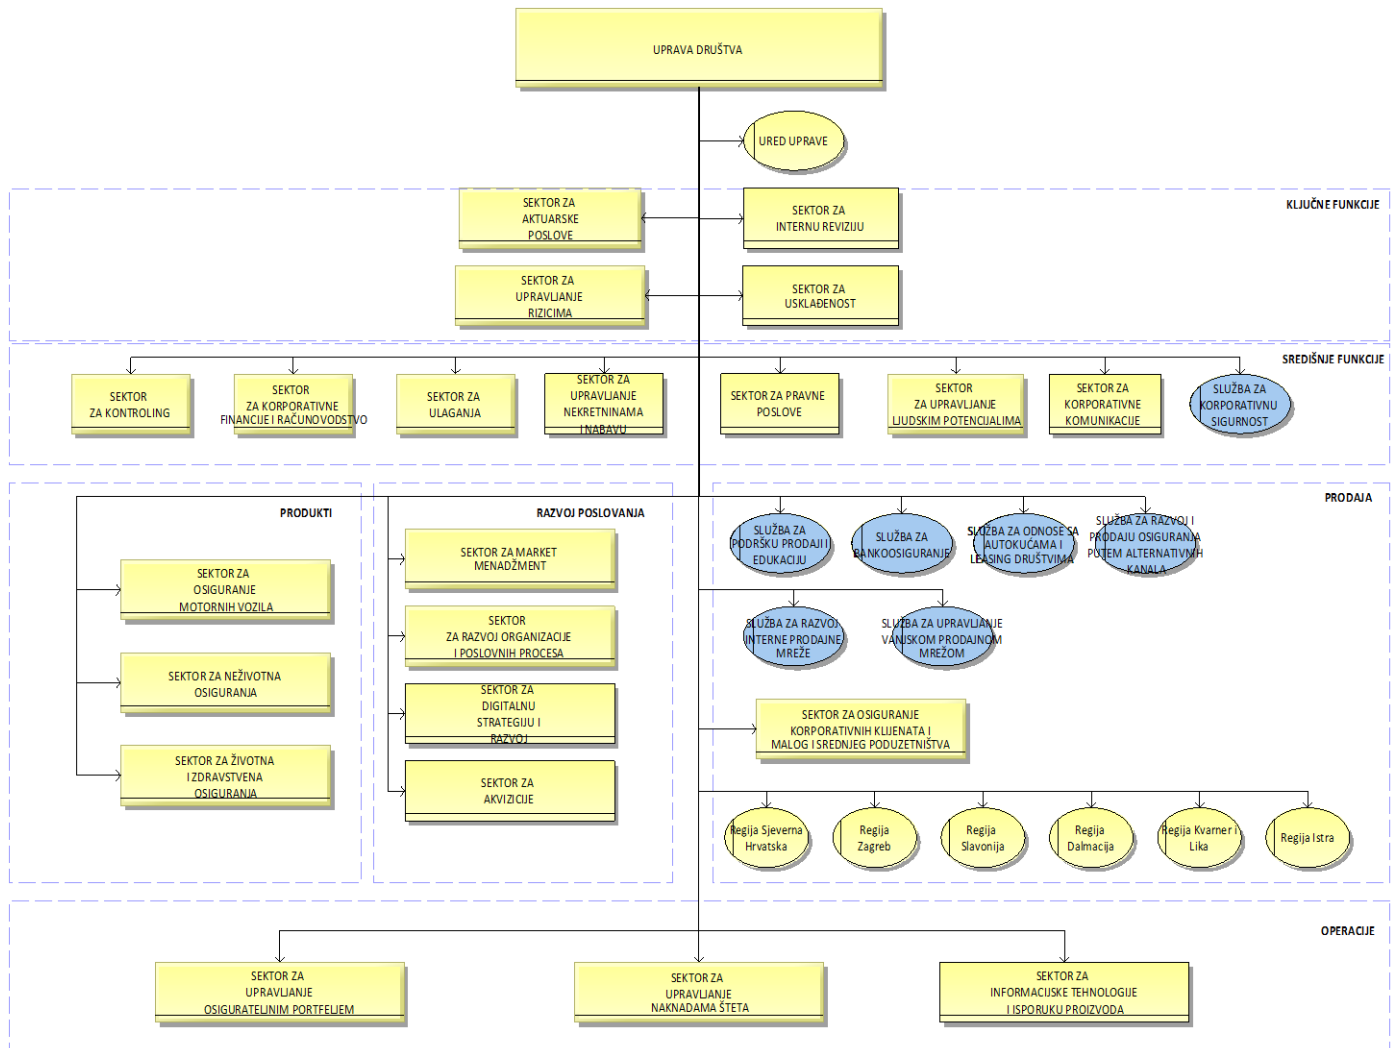 UPRAVA DRUŠTVA
URED UPRAVE
KLJUČNE FUNKCIJE
SEKTOR ZA
AKTUARSKE
POSLOVE
SEKTOR ZA
INTERNU REVIZIJU
SEKTOR ZA
UPRAVLJANJE
RIZICIMA
SEKTOR ZA
USKLAĐENOST
SREDIŠNJE FUNKCIJE
SEKTOR
ZA KONTROLING
SEKTOR
ZA KORPORATIVNE
FINANCIJE I RAČUNOVODSTVO
SEKTOR ZA
ULAGANJA
SEKTOR ZA
UPRAVLJANJE
NEKRETNINAMA
I NABAVU
SEKTOR ZA PRAVNE
POSLOVE
SEKTOR
ZA UPRAVLJANJE
LJUDSKIM POTENCIJALIMA
SEKTOR ZA
KORPORATIVNE
KOMUNIKACIJE
SLUŽBA ZA
KORPORATIVNU
SIGURNOST
PRODUKTI
SEKTOR ZA
OSIGURANJE
MOTORNIH VOZILA
SEKTOR ZA NEŽIVOTNA
OSIGURANJA
SEKTOR ZA ŽIVOTNA
I ZDRAVSTVENA
OSIGURANJA
RAZVOJ POSLOVANJA
SEKTOR ZA MARKET
MENADŽMENT
SEKTOR
ZA RAZVOJ ORGANIZACIJE
I POSLOVNIH PROCESA
SEKTOR ZA
DIGITALNU
STRATEGIJU I
RAZVOJ
SEKTOR ZA
AKVIZICIJE
PRODAJA
SLUŽBA ZA
PODRŠKU PRODAJI I
EDUKACIJU
SLUŽBA ZA
BANKOOSIGURANJE
SLUŽBA ZA ODNOSE SA
AUTOKUĆAMA I
LEASING DRUŠTVIMA
SLUŽBA ZA RAZVOJ I
PRODAJU OSIGURANJA
PUTEM ALTERNATIVNIH
KANALA
SLUŽBA ZA RAZVOJ
INTERNE PRODAJNE
MREŽE
SLUŽBA ZA UPRAVLJANJE
VANJSKOM PRODAJNOM
MREŽOM
SEKTOR ZA OSIGURANJE
KORPORATIVNIH KLIJENATA I
MALOG I SREDNJEG PODUZETNIŠTVA
Regija Sjeverna
Hrvatska
Regija
Zagreb
Regija
Slavonija
Regija
Dalmacija
Regija Kvarner i
Lika
Regija Istra
OPERACIJE
SEKTOR ZA
UPRAVLJANJE
OSIGURATELJNIM PORTFELJEM
SEKTOR ZA
UPRAVLJANJE
NAKNADAMA ŠTETA
SEKTOR ZA
INFORMACIJSKE TEHNOLOGIJE
I ISPORUKU PROIZVODA